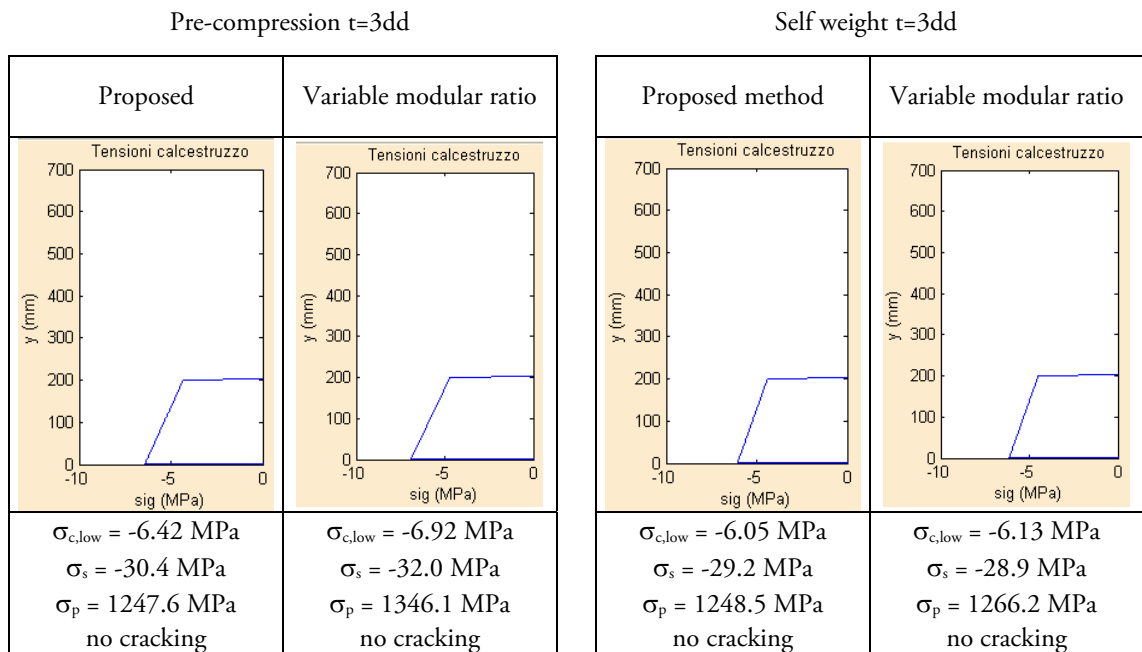 Pre-compression t=3dd
Self weight t=3dd
Proposed
Variable modular ratio
Proposed method
Variable modular ratio
Tensioni calcestruzzo
700
600
500
400
300
200
100
0
y (mm)
-10
-5
0
sig (MPa)
Tensioni calcestruzzo
700
600
500
400
300
200
100
0
y (mm)
-10
-5
0
sig (MPa)
Tensioni calcestruzzo
700
600
500
400
300
200
100
0
y (mm)
-10
-5
0
sig (MPa)
Tensioni calcestruzzo
700
600
500
400
300
200
100
0
y (mm)
-10
-5
0
sig (MPa)
σc,low = -6.42 MPa
σs = -30.4 MPa
σp = 1247.6 MPa
no cracking
σc,low = -6.92 MPa
σs = -32.0 MPa
σp = 1346.1 MPa
no cracking
σc,low = -6.05 MPa
σs = -29.2 MPa
σp = 1248.5 MPa
no cracking
σc,low = -6.13 MPa
σs = -28.9 MPa
σp = 1266.2 MPa
no cracking